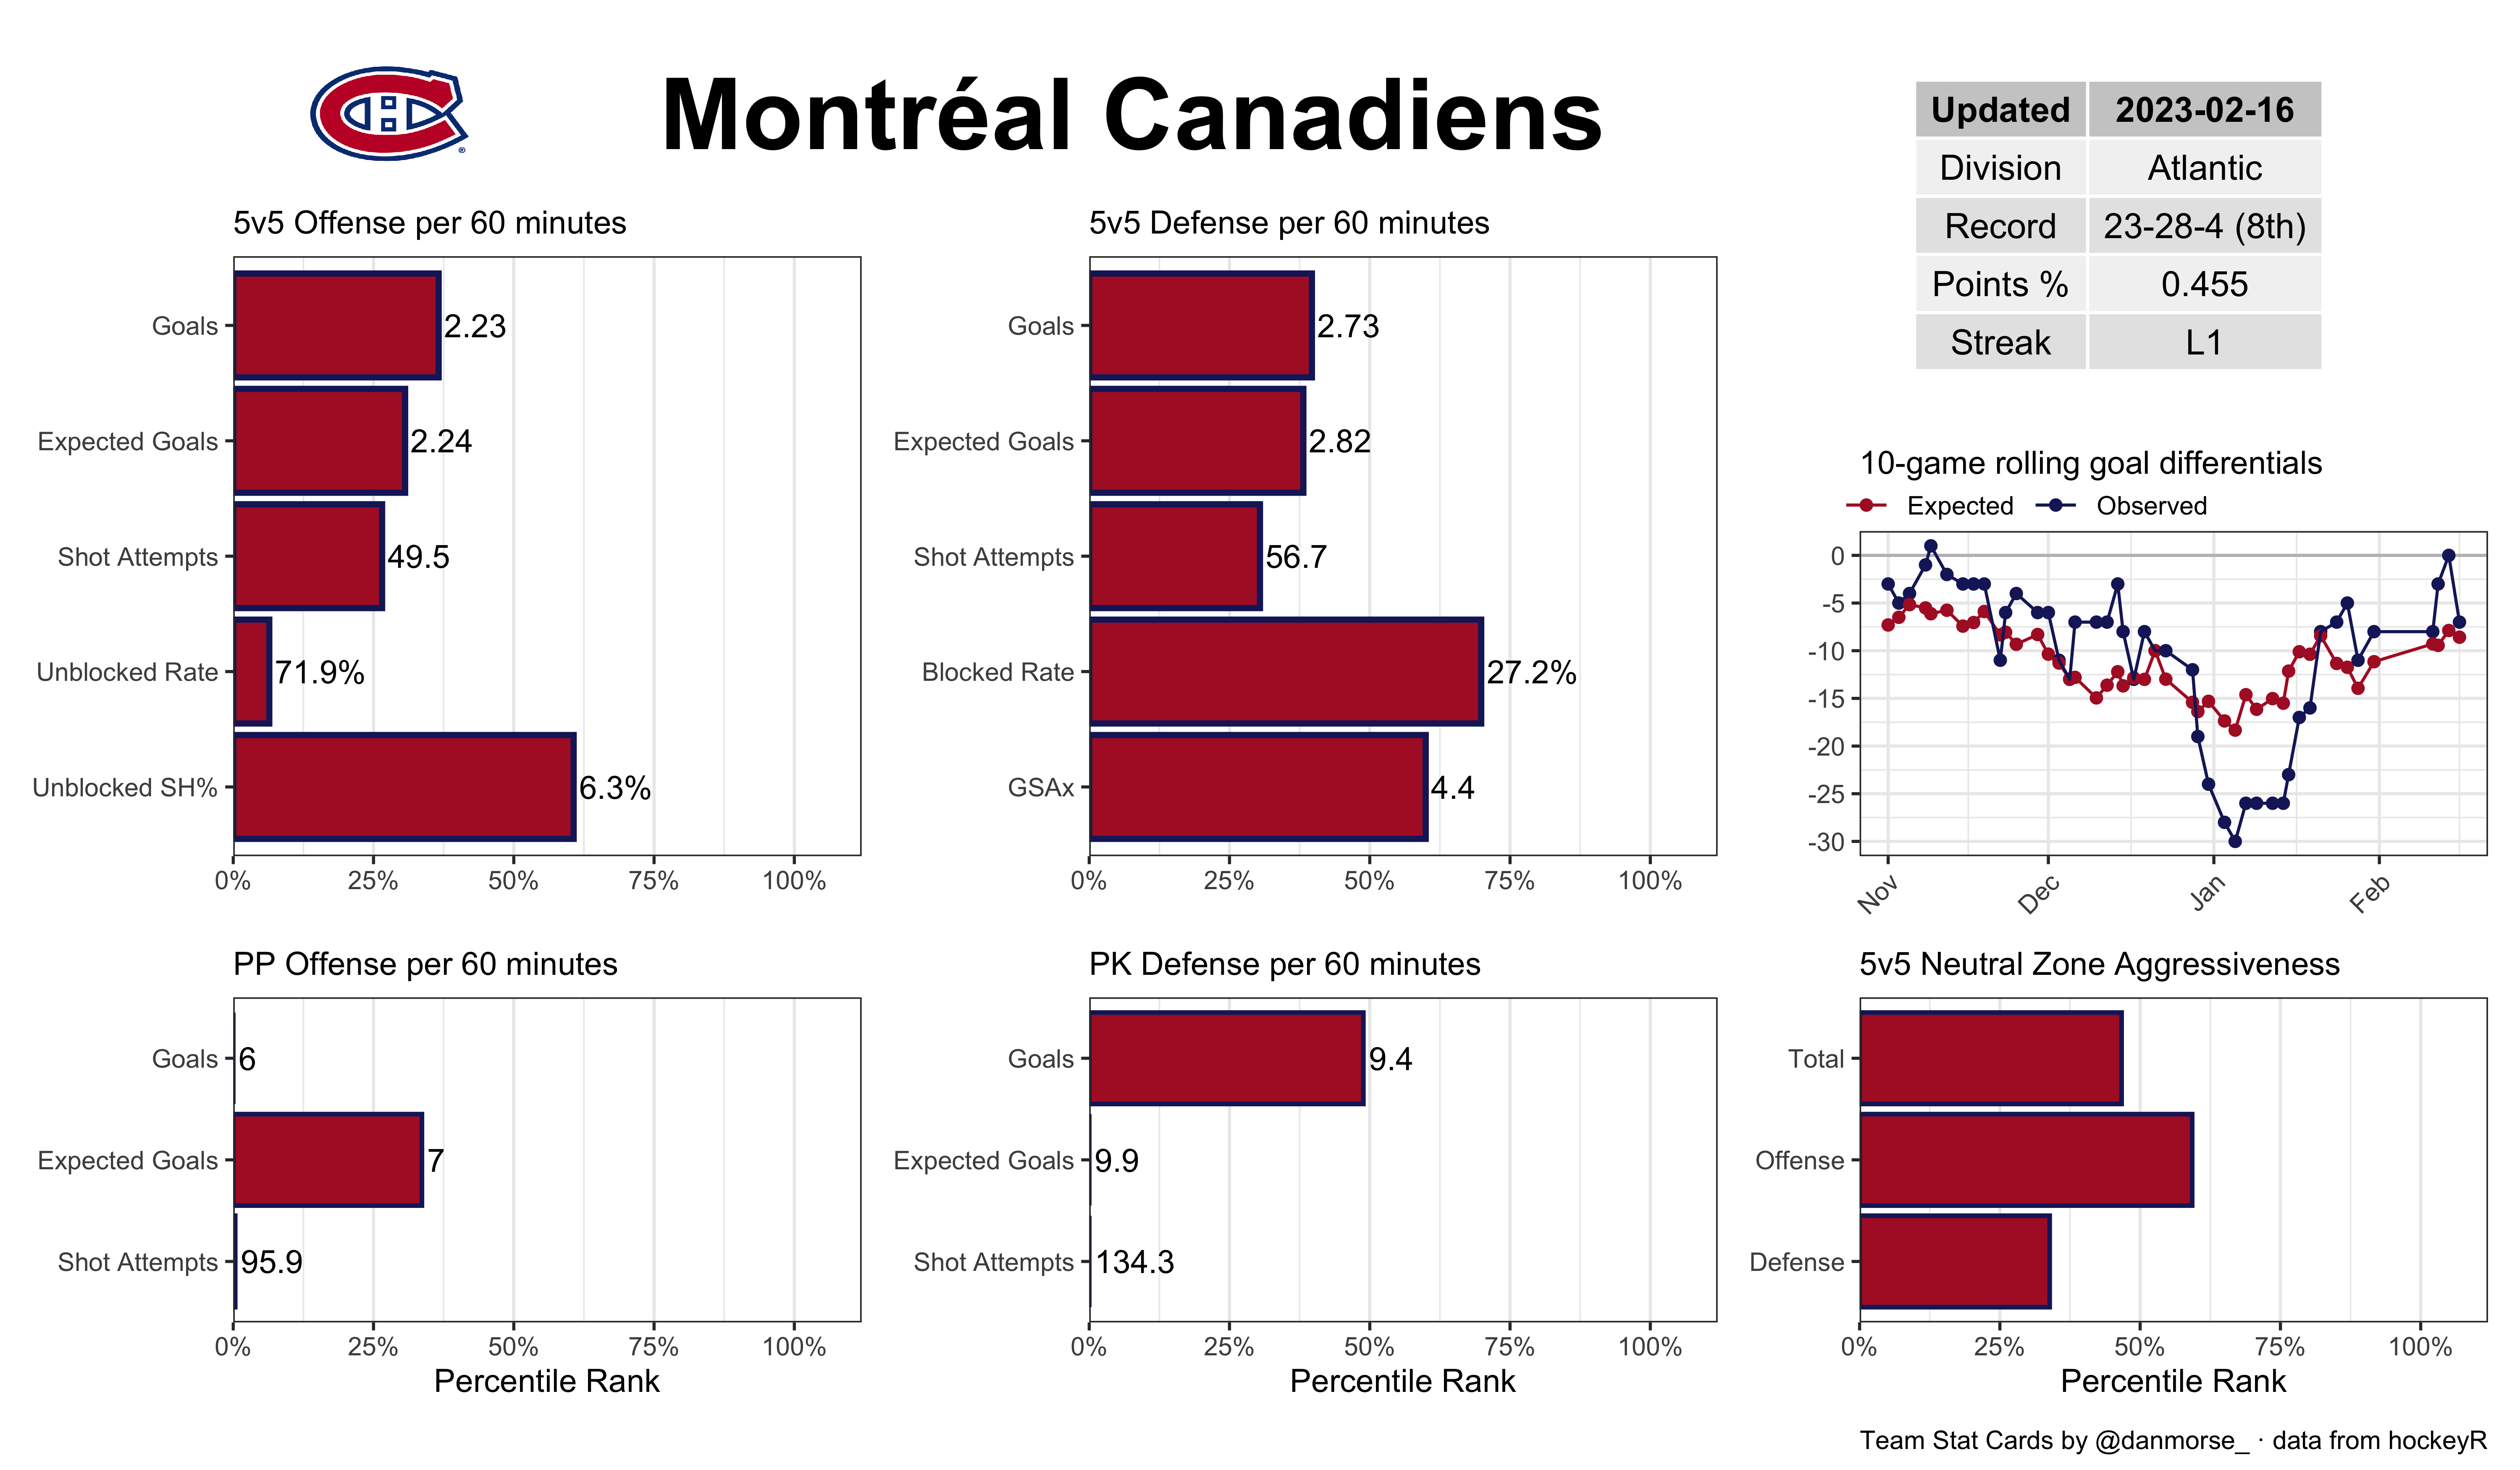 Montréal Canadiens
Updated 2023-02-16
Division Atlantic
Record 23-28-4 (8th)
Points % 0.455
Streak L1
5v5 Offense per 60 minutes
Goals 2.23
Expected Goals 2.24
Shot Attempts 49.5
Unblocked Rate 71.9%
Unblocked SH% 6.3%
0% 25% 50% 75% 100%
5v5 Defense per 60 minutes
Goals 2.73
Expected Goals 2.82
Shot Attempts 56.7
Blocked Rate 27.2%
GSAx 4.4
0% 25% 50% 75% 100%
10-game rolling goal differentials
Expected Observed
0
-5
-10
-15
-20
-25
-30
Nov Dec Jan Feb
PP Offense per 60 minutes
Goals 6
Expected Goals 7
Shot Attempts 95.9
0% 25% 50% 75% 100%
Percentile Rank
PK Defense per 60 minutes
Goals 9.4
Expected Goals 9.9
Shot Attempts 134.3
0% 25% 50% 75% 100%
Percentile Rank
5v5 Neutral Zone Aggressiveness
Total
Offense
Defense
0% 25% 50% 75% 100%
Percentile Rank
Team Stat Cards by @danmorse_ · data from hockeyR